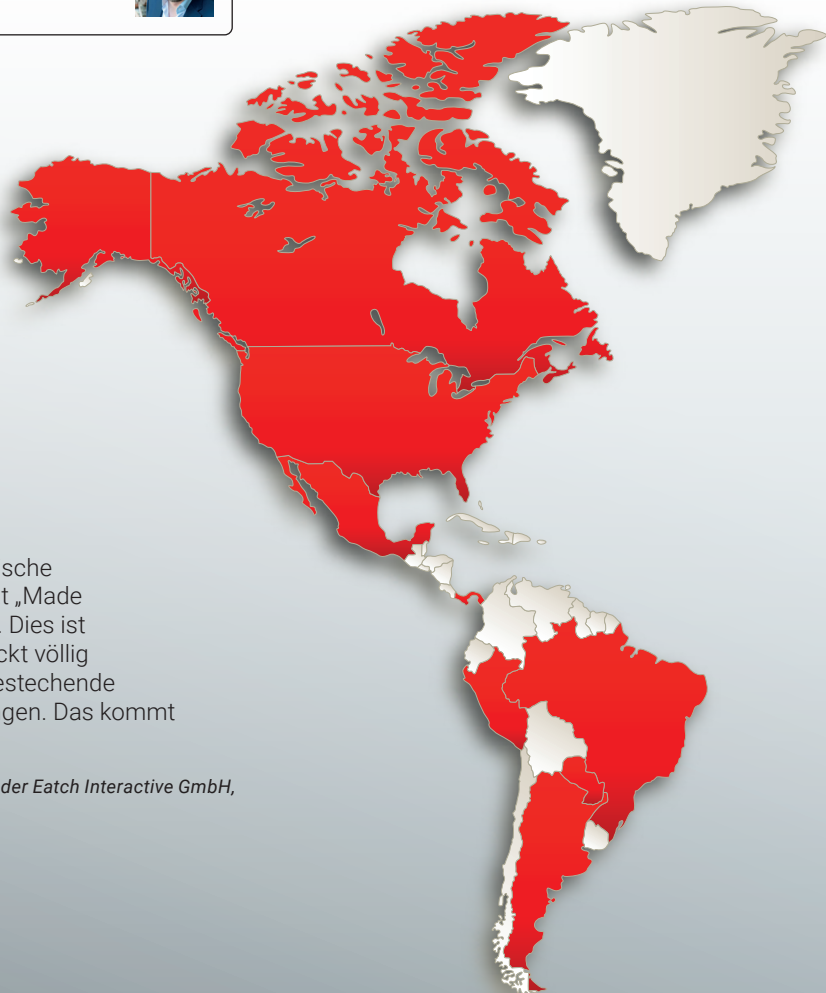 sche
t „Made
. Dies ist
ckt völlig
estechende
gen. Das kommt
der Eatch Interactive GmbH,